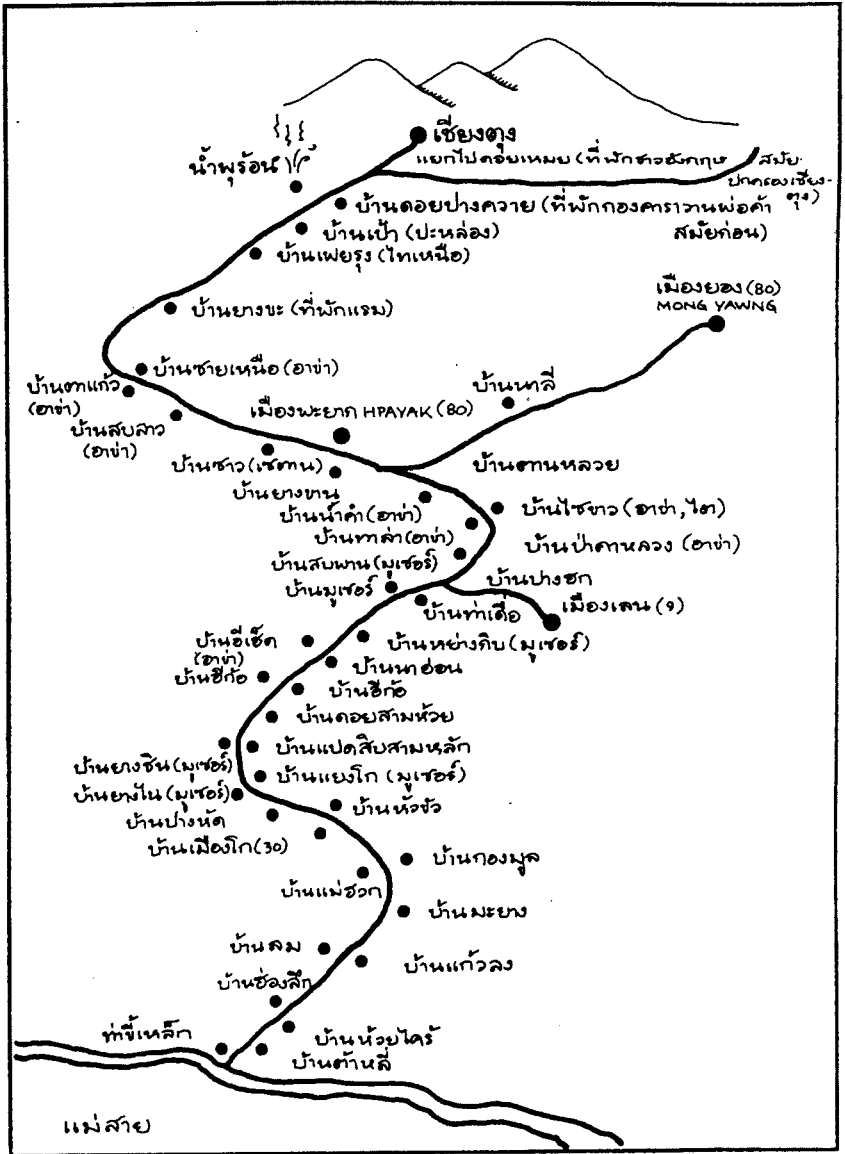 เชียงตุง
แยกไปดอยเหมย (ที่พักชาวอังกฤษ สมัย
ปกครองเชียง-
ตุง)
น้ำพุร้อน
บ้านดอยปางควาย (ที่พักกองคาราวานพ่อค้า
สมัยก่อน)
บ้านเป้า (ปะหล่อง)
บ้านเฟยรุง (ไทเหนือ)
เมืองยอง (80)
MONG YAWNG
บ้านยางขะ (ที่พักแรม)
บ้านซายเหนือ (อาข่า)
บ้านตาแก้ว
(อาข่า)
บ้านนาลี่
บ้านสบลาว
(อาข่า)
เมืองพะยาก HPAYAK (80)
บ้านซาว (เชตาน)
บ้านตานหลวย
บ้านยางขาน
บ้านน้ำคำ (อาข่า)
บ้านไซขาว (อาข่า, ไต)
บ้านทาล่า (อาข่า)
บ้านป่าคาหลวง (อาข่า)
บ้านสบพาน (มูเซอร์)
บ้านปางฮก
บ้านมูเซอร์
บ้านท่าเดื่อ
เมืองเลน (9)
บ้านฮีเฮ็ด
(อาข่า)
บ้านหย่างกิบ (มูเซอร์)
บ้านนาฮ่อน
บ้านฮีก้อ
บ้านฮีก้อ
บ้านดอยสามห้วย
บ้านแปดสิบสามหลัก
บ้านยางชิน (มูเซอร์)
บ้านแยงโก (มูเซอร์)
บ้านยางไน (มูเซอร์)
บ้านหัวขัว
บ้านปางหัด
บ้านเมืองโก (30)
บ้านกองมูล
บ้านแม่ฮวก
บ้านมะยาง
บ้านลม
บ้านแก้วลง
บ้านฮ่องลึก
บ้านห้วยไคร้
ท่าขี้เหล็ก
บ้านต้าหลี่
แม่สาย